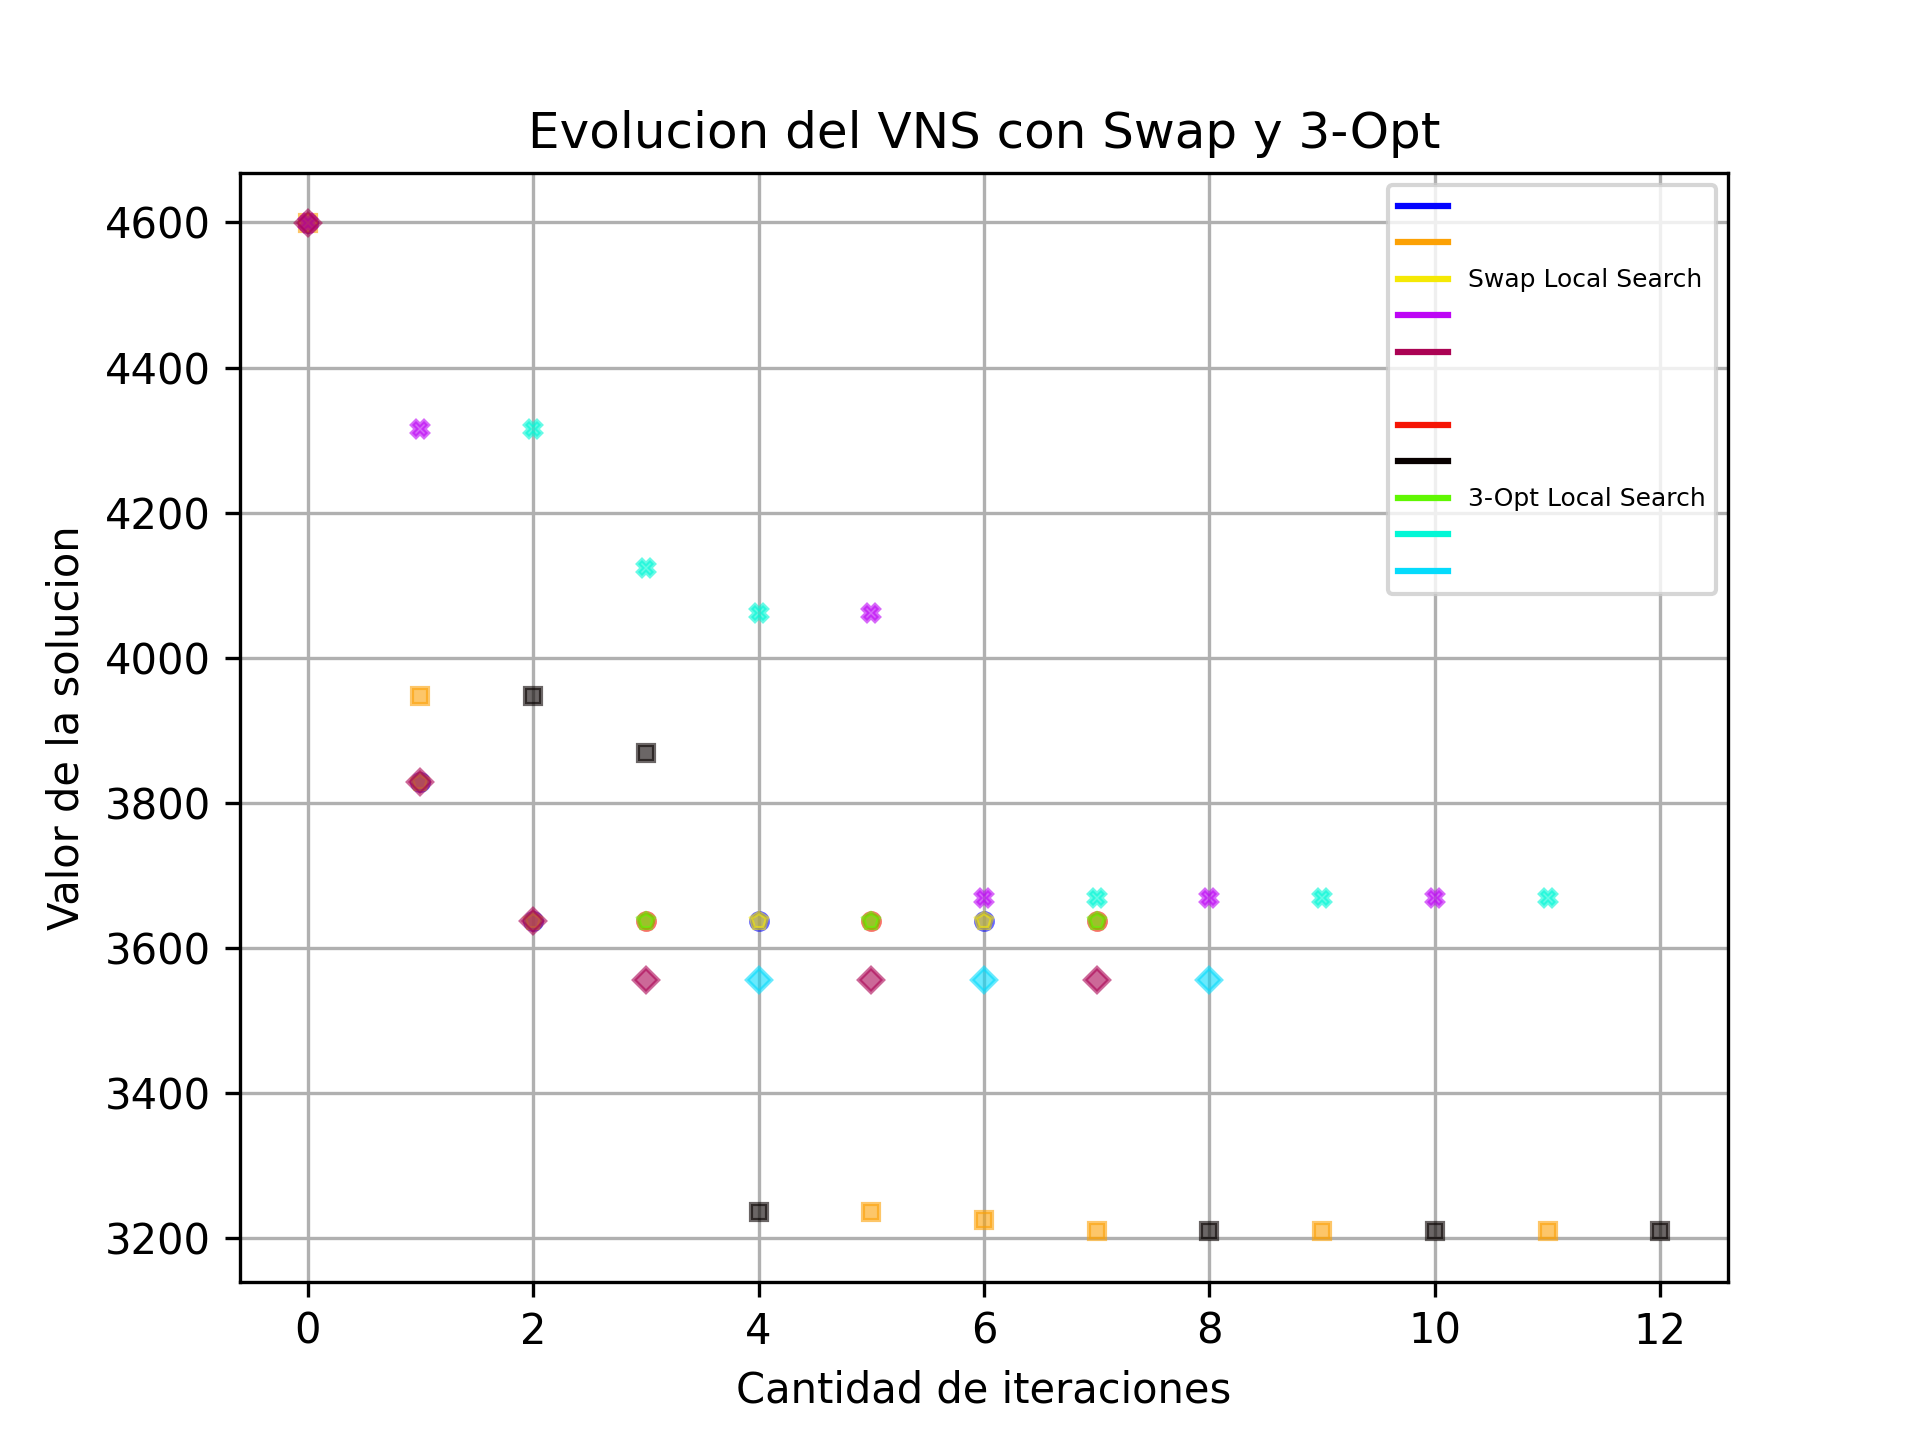 Evolucion del VNS con Swap y 3-Opt
4600
4400
4200
4000
3800
3600
3400
3200
Valor de la solucion
Swap Local Search
3-Opt Local Search
0 2 4 6 8 10 12
Cantidad de iteraciones